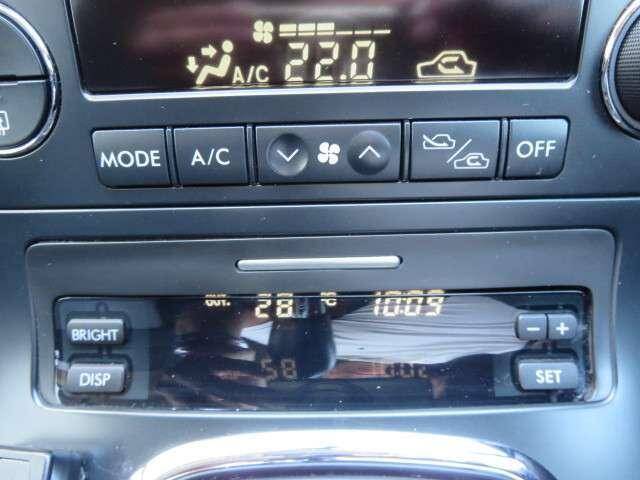 A/C 22.0
MODE A/C OFF
OUT. 28 °C 10:09
BRIGHT - +
DISP SET